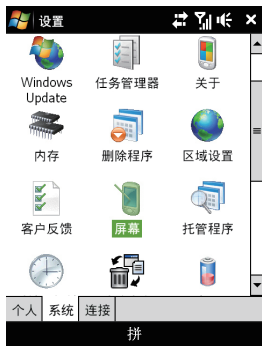 设置
Windows Update
任务管理器
关于
内存
删除程序
区域设置
客户反馈
屏幕
托管程序
个人 系统 连接
拼